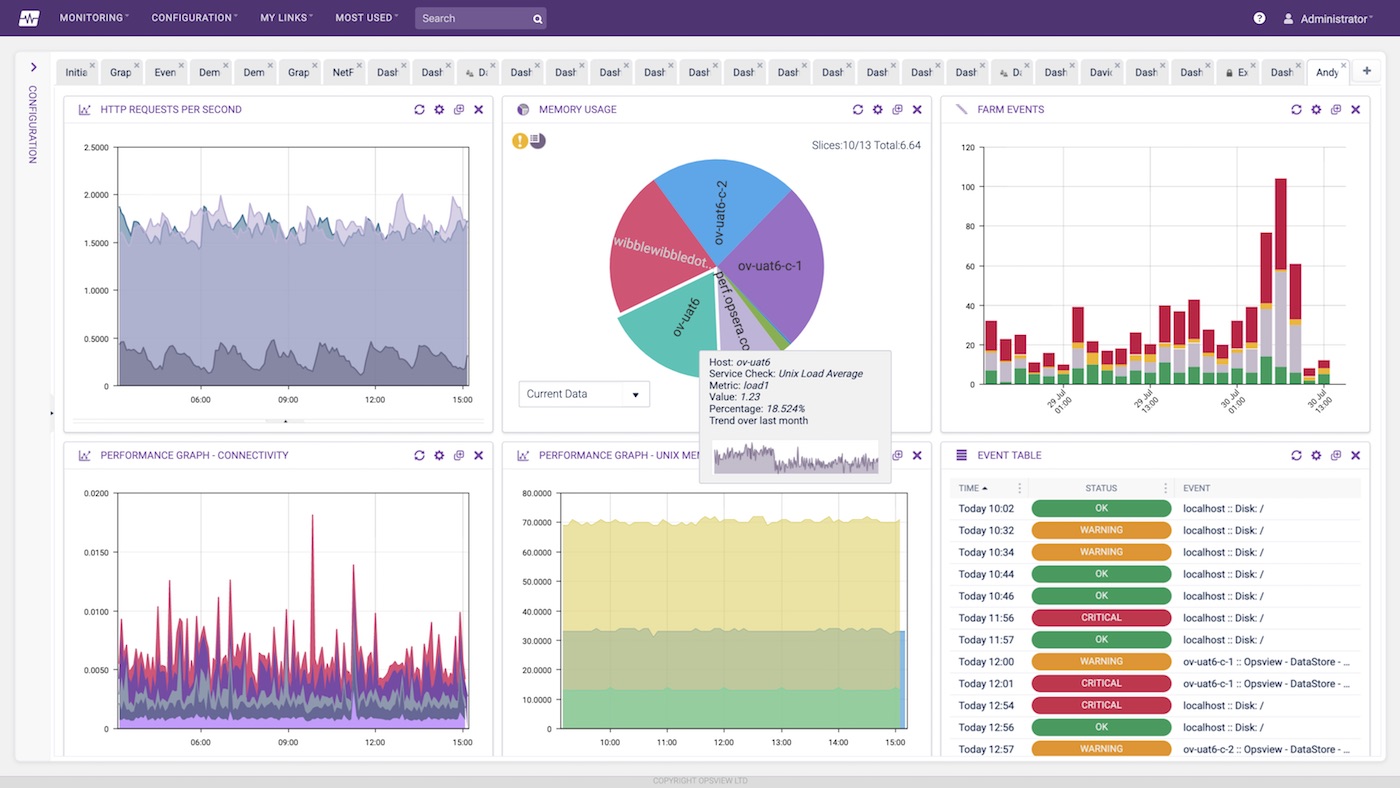 MONITORING CONFIGURATION MY LINKS MOST USED Search Administrator
Initia Grap Even Dem Dem Grap NetF Dash Dash Da Dash Dash Dash Dash Dash Dash Dash Dash Dash Dash Dash Dash Davi Dash Dash Ex Dash Andy +
CONFIGURATION
HTTP REQUESTS PER SECOND
2.5000
2.0000
1.5000
1.0000
0.5000
0
06:00 09:00 12:00 15:00
MEMORY USAGE
Slices:10/13 Total:6.64
ov-uat6-c-2
wibblewibbledot...
ov-uat6-c-1
ov-uat6
perf.opsera.co
Current Data
Host: ov-uat6
Service Check: Unix Load Average
Metric: load1
Value: 1.23
Percentage: 18.524%
Trend over last month
FARM EVENTS
120
100
80
60
40
20
0
29 Jul 01:00
29 Jul 13:00
30 Jul 01:00
30 Jul 13:00
PERFORMANCE GRAPH - CONNECTIVITY
0.0200
0.0150
0.0100
0.0050
0
06:00 09:00 12:00 15:00
PERFORMANCE GRAPH - UNIX MEM
80.0000
70.0000
60.0000
50.0000
40.0000
30.0000
20.0000
10.0000
0
10:00 11:00 12:00 13:00 14:00 15:00
EVENT TABLE
TIME STATUS EVENT
Today 10:02 OK localhost :: Disk: /
Today 10:32 WARNING localhost :: Disk: /
Today 10:34 WARNING localhost :: Disk: /
Today 10:44 OK localhost :: Disk: /
Today 10:46 OK localhost :: Disk: /
Today 11:56 CRITICAL localhost :: Disk: /
Today 11:57 OK localhost :: Disk: /
Today 12:00 WARNING ov-uat6-c-1 :: Opsview - DataStore - ...
Today 12:01 CRITICAL ov-uat6-c-1 :: Opsview - DataStore - ...
Today 12:54 CRITICAL localhost :: Disk: /
Today 12:56 OK localhost :: Disk: /
Today 12:57 WARNING ov-uat6-c-2 :: Opsview - DataStore - ...
COPYRIGHT OPSVIEW LTD